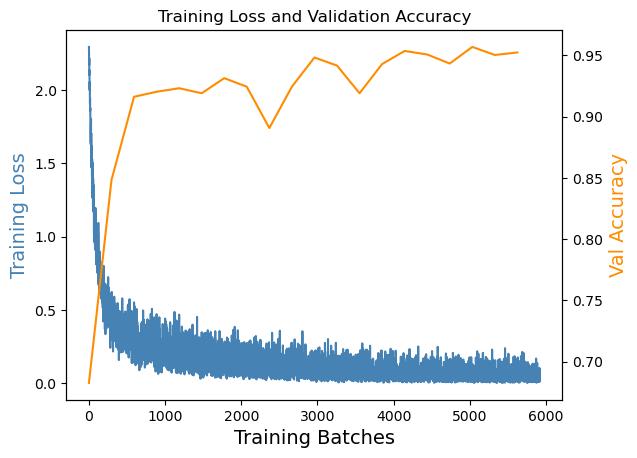 Training Loss and Validation Accuracy
2.0
1.5
1.0
0.5
0.0
Training Loss
0.95
0.90
0.85
0.80
0.75
0.70
Val Accuracy
0 1000 2000 3000 4000 5000 6000
Training Batches